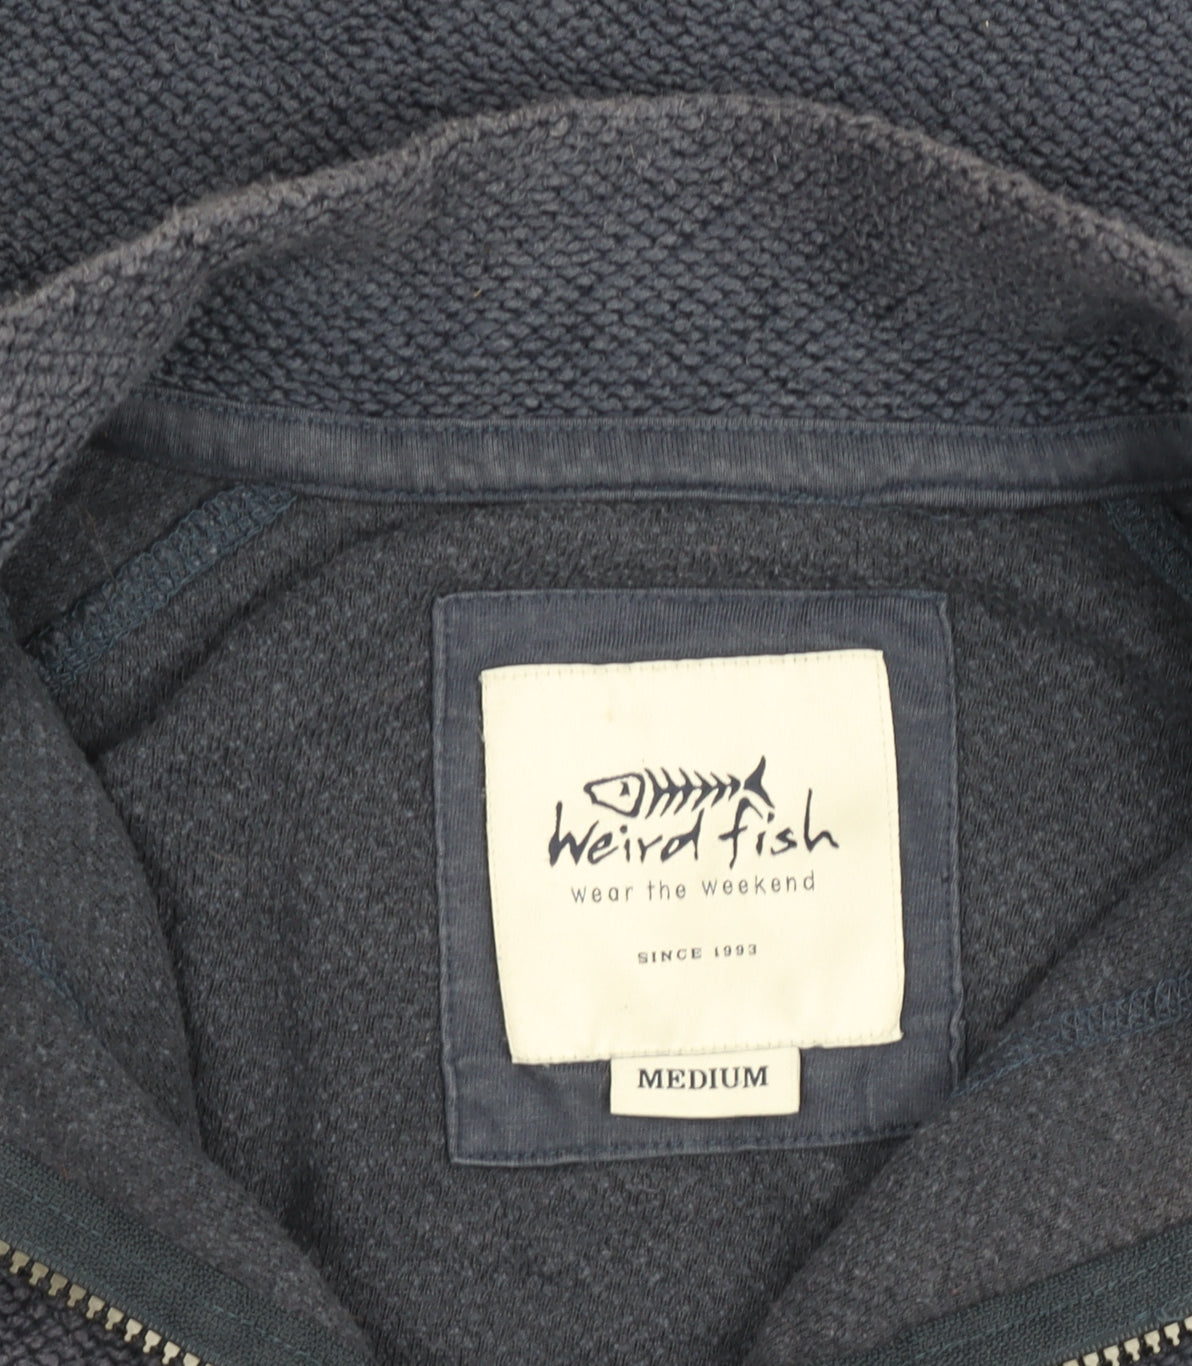 Weird fish
wear the weekend
SINCE 1993
MEDIUM